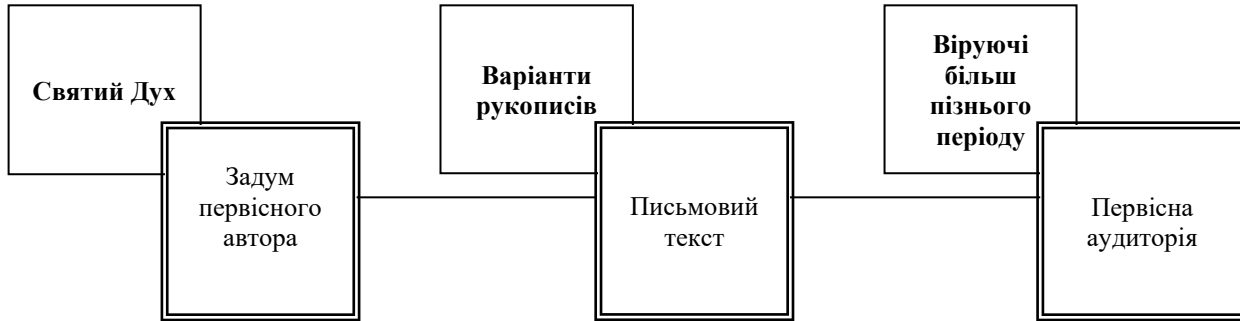 Святий Дух
Задум
первісного
автора
Варіанти
рукописів
Письмовий
текст
Віруючі
більш
пізнього
періоду
Первісна
аудиторія